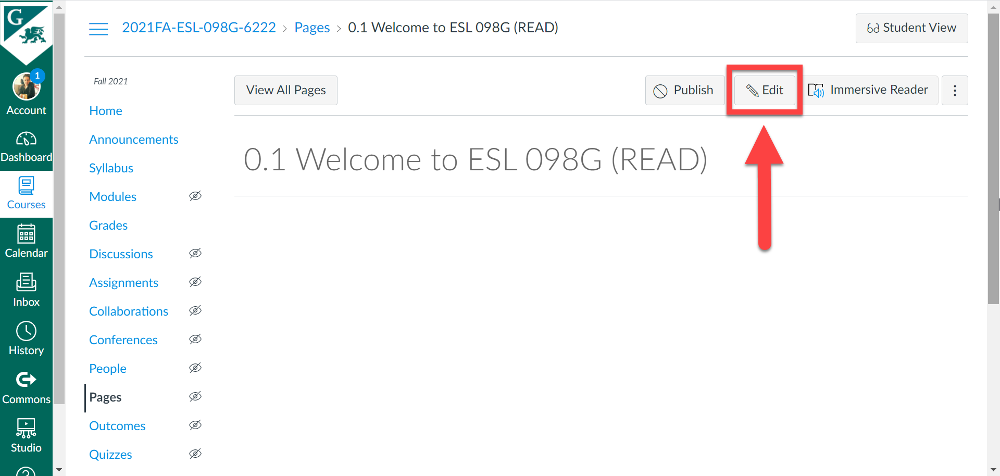 G
2021FA-ESL-098G-6222 > Pages > 0.1 Welcome to ESL 098G (READ)
Student View
1
Account
Dashboard
Courses
Calendar
Inbox
History
Commons
Studio
Fall 2021
Home
Announcements
Syllabus
Modules
Grades
Discussions
Assignments
Collaborations
Conferences
People
Pages
Outcomes
Quizzes
View All Pages
Publish
Edit
Immersive Reader
0.1 Welcome to ESL 098G (READ)